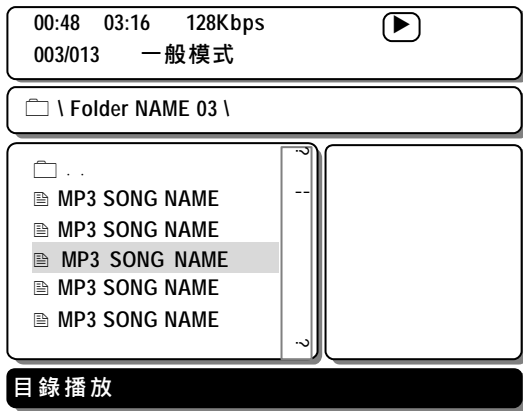 00:48 03:16 128Kbps
003/013 一般模式
\ Folder NAME 03 \
. .
MP3 SONG NAME
MP3 SONG NAME
MP3 SONG NAME
MP3 SONG NAME
MP3 SONG NAME
目錄播放